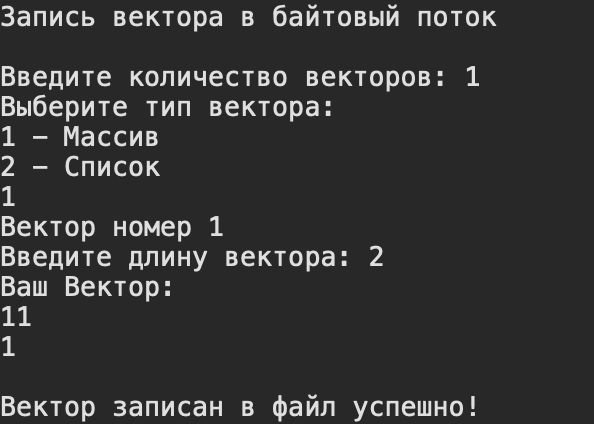 Запись вектора в байтовый поток
Введите количество векторов: 1
Выберите тип вектора:
1 – Массив
2 – Список
1
Вектор номер 1
Введите длину вектора: 2
Ваш Вектор:
11
1
Вектор записан в файл успешно!